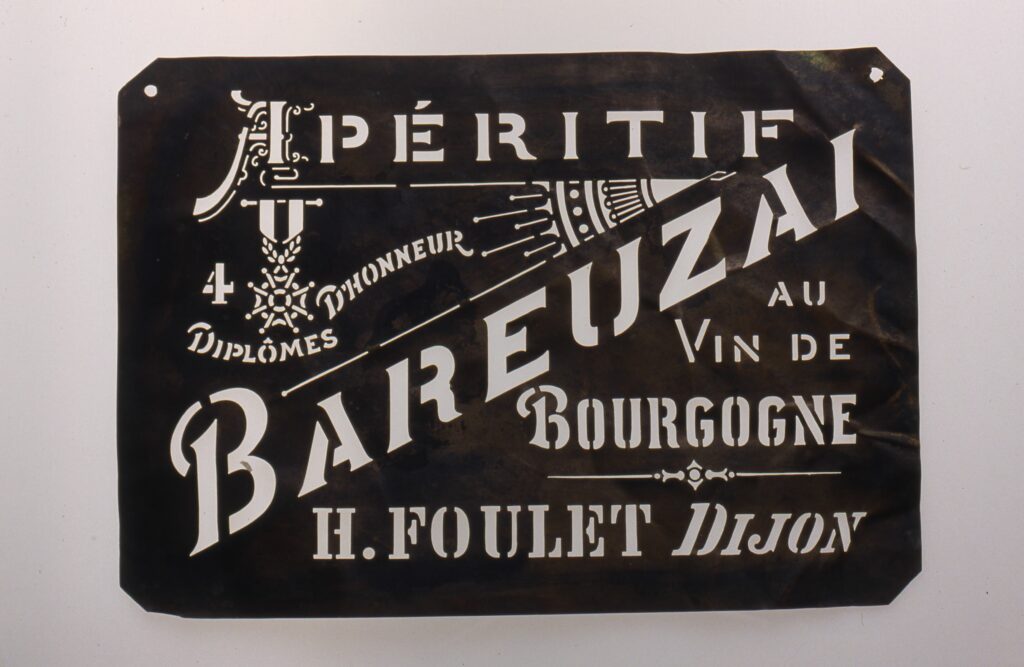 APÉRITIF
4
DIPLÔMES
D'HONNEUR
BAREUZAI
AU
VIN DE
BOURGOGNE
H. FOULET DIJON